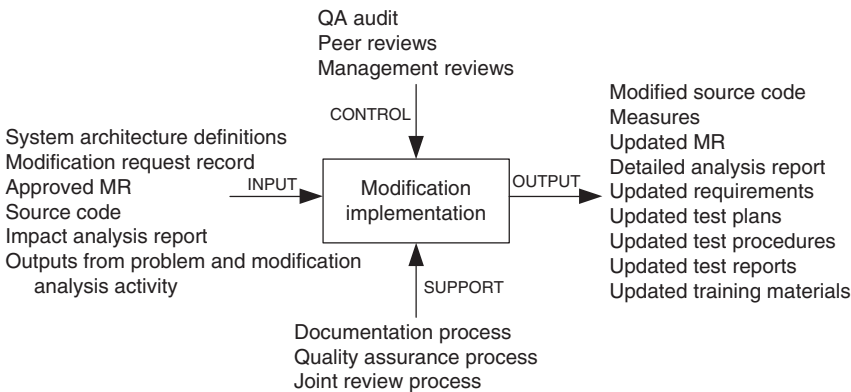 QA audit
Peer reviews
Management reviews
CONTROL
System architecture definitions
Modification request record
Approved MR
Source code
Impact analysis report
Outputs from problem and modification
analysis activity
INPUT
Modification
implementation
OUTPUT
Modified source code
Measures
Updated MR
Detailed analysis report
Updated requirements
Updated test plans
Updated test procedures
Updated test reports
Updated training materials
SUPPORT
Documentation process
Quality assurance process
Joint review process